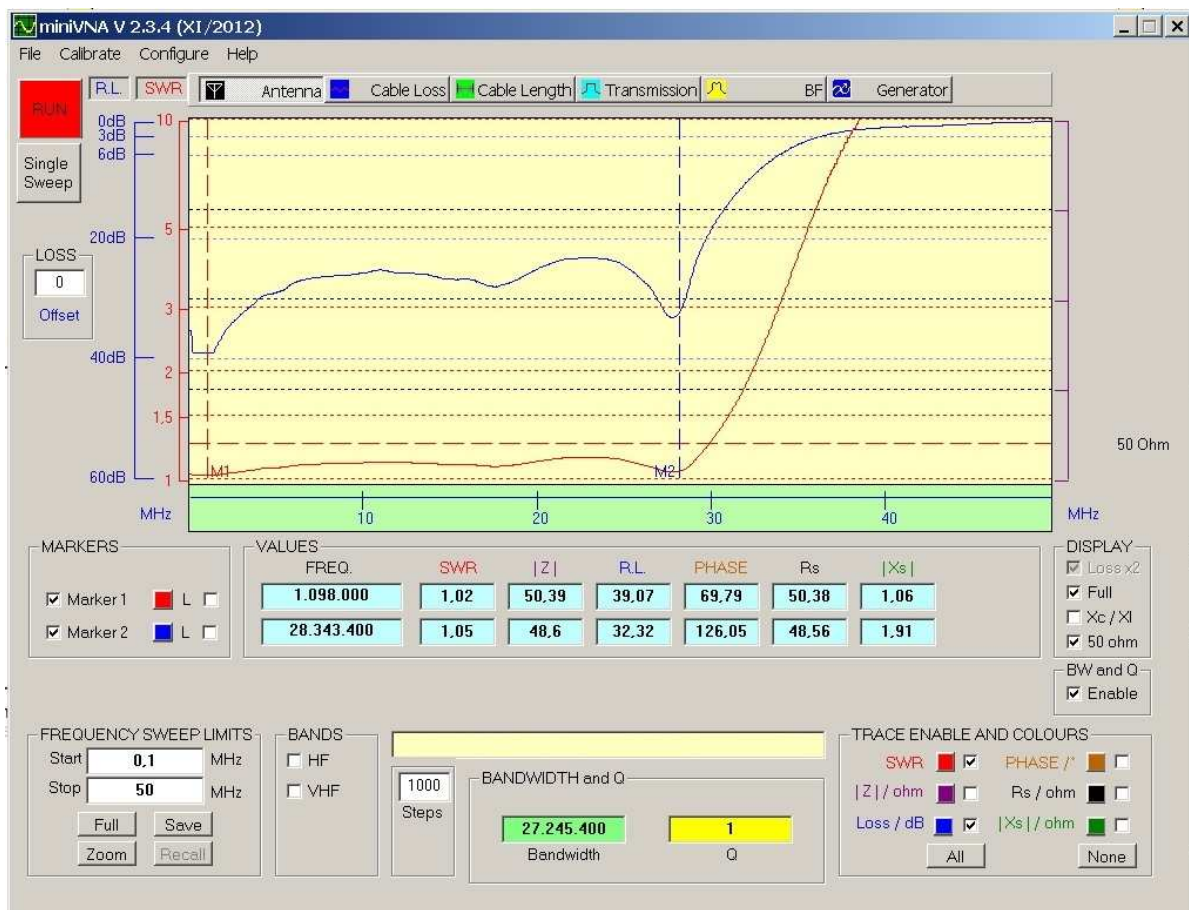 miniVNA V 2.3.4 (XI/2012)
File Calibrate Configure Help
RUN
R.L. SWR Antenna Cable Loss Cable Length Transmission BF Generator
Single
Sweep
0dB 10
3dB
6dB
5
20dB
3
40dB
2
1,5
60dB 1
LOSS
0
Offset
M1 M2
50 Ohm
MHz 10 20 30 40 MHz
MARKERS
Marker 1 L
Marker 2 L
VALUES
FREQ. SWR |Z| R.L. PHASE Rs |Xs|
1.098.000 1,02 50,39 39,07 69,79 50,38 1,06
28.343.400 1,05 48,6 32,32 126,05 48,56 1,91
DISPLAY
Loss x2
Full
Xc / Xl
50 ohm
BW and Q
Enable
FREQUENCY SWEEP LIMITS
Start 0,1 MHz
Stop 50 MHz
Full Save
Zoom Recall
BANDS
HF
VHF
1000
Steps
BANDWIDTH and Q
27.245.400 1
Bandwidth Q
TRACE ENABLE AND COLOURS
SWR PHASE /°
|Z| / ohm Rs / ohm
Loss / dB |Xs| / ohm
All None